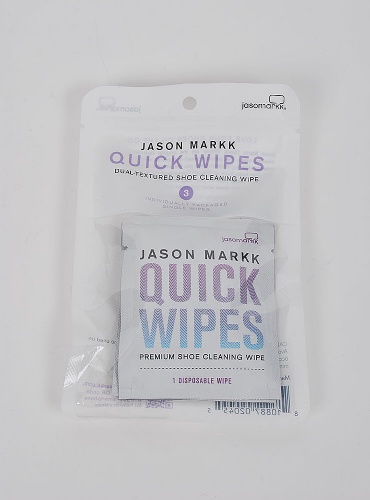 jasonmarkk
JASON MARKK
QUICK WIPES
DUAL-TEXTURED SHOE CLEANING WIPE
3
INDIVIDUALLY PACKAGED
SINGLE WIPES
jasonmarkk
JASON MARKK
QUICK
WIPES
PREMIUM SHOE CLEANING WIPE
1 DISPOSABLE WIPE